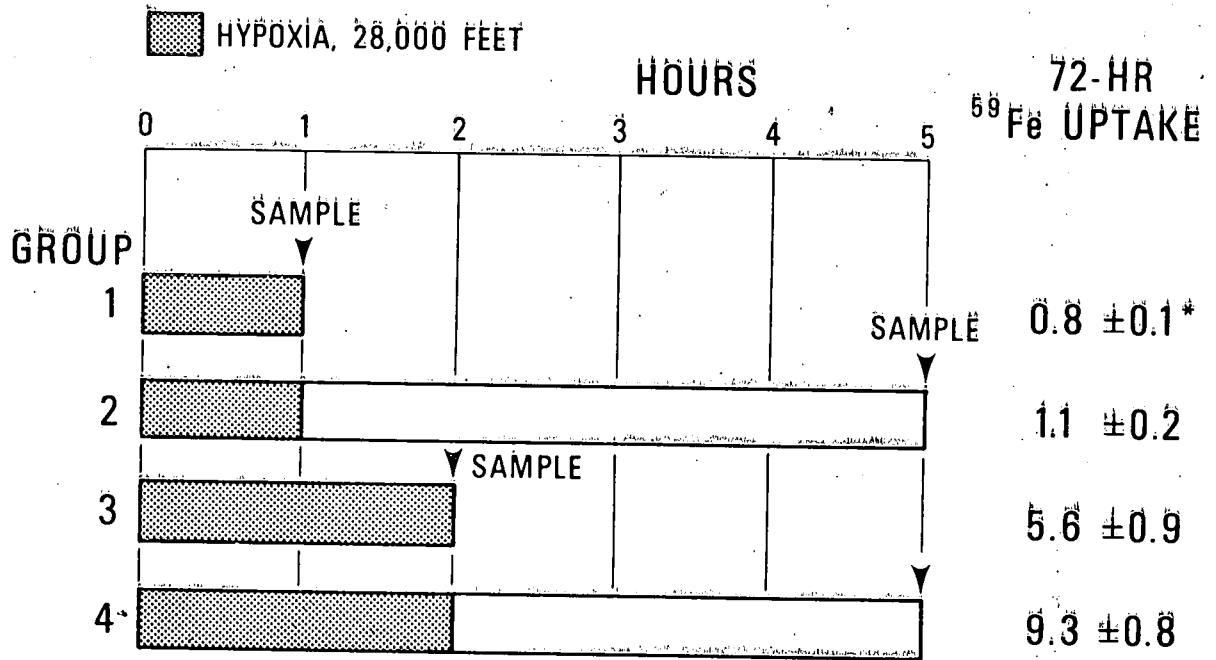 HYPOXIA, 28,000 FEET
HOURS
72-HR
59Fe UPTAKE
0 1 2 3 4 5
SAMPLE
GROUP
1
0.8 ±0.1*
SAMPLE
2
1.1 ±0.2
SAMPLE
3
5.6 ±0.9
4
9.3 ±0.8